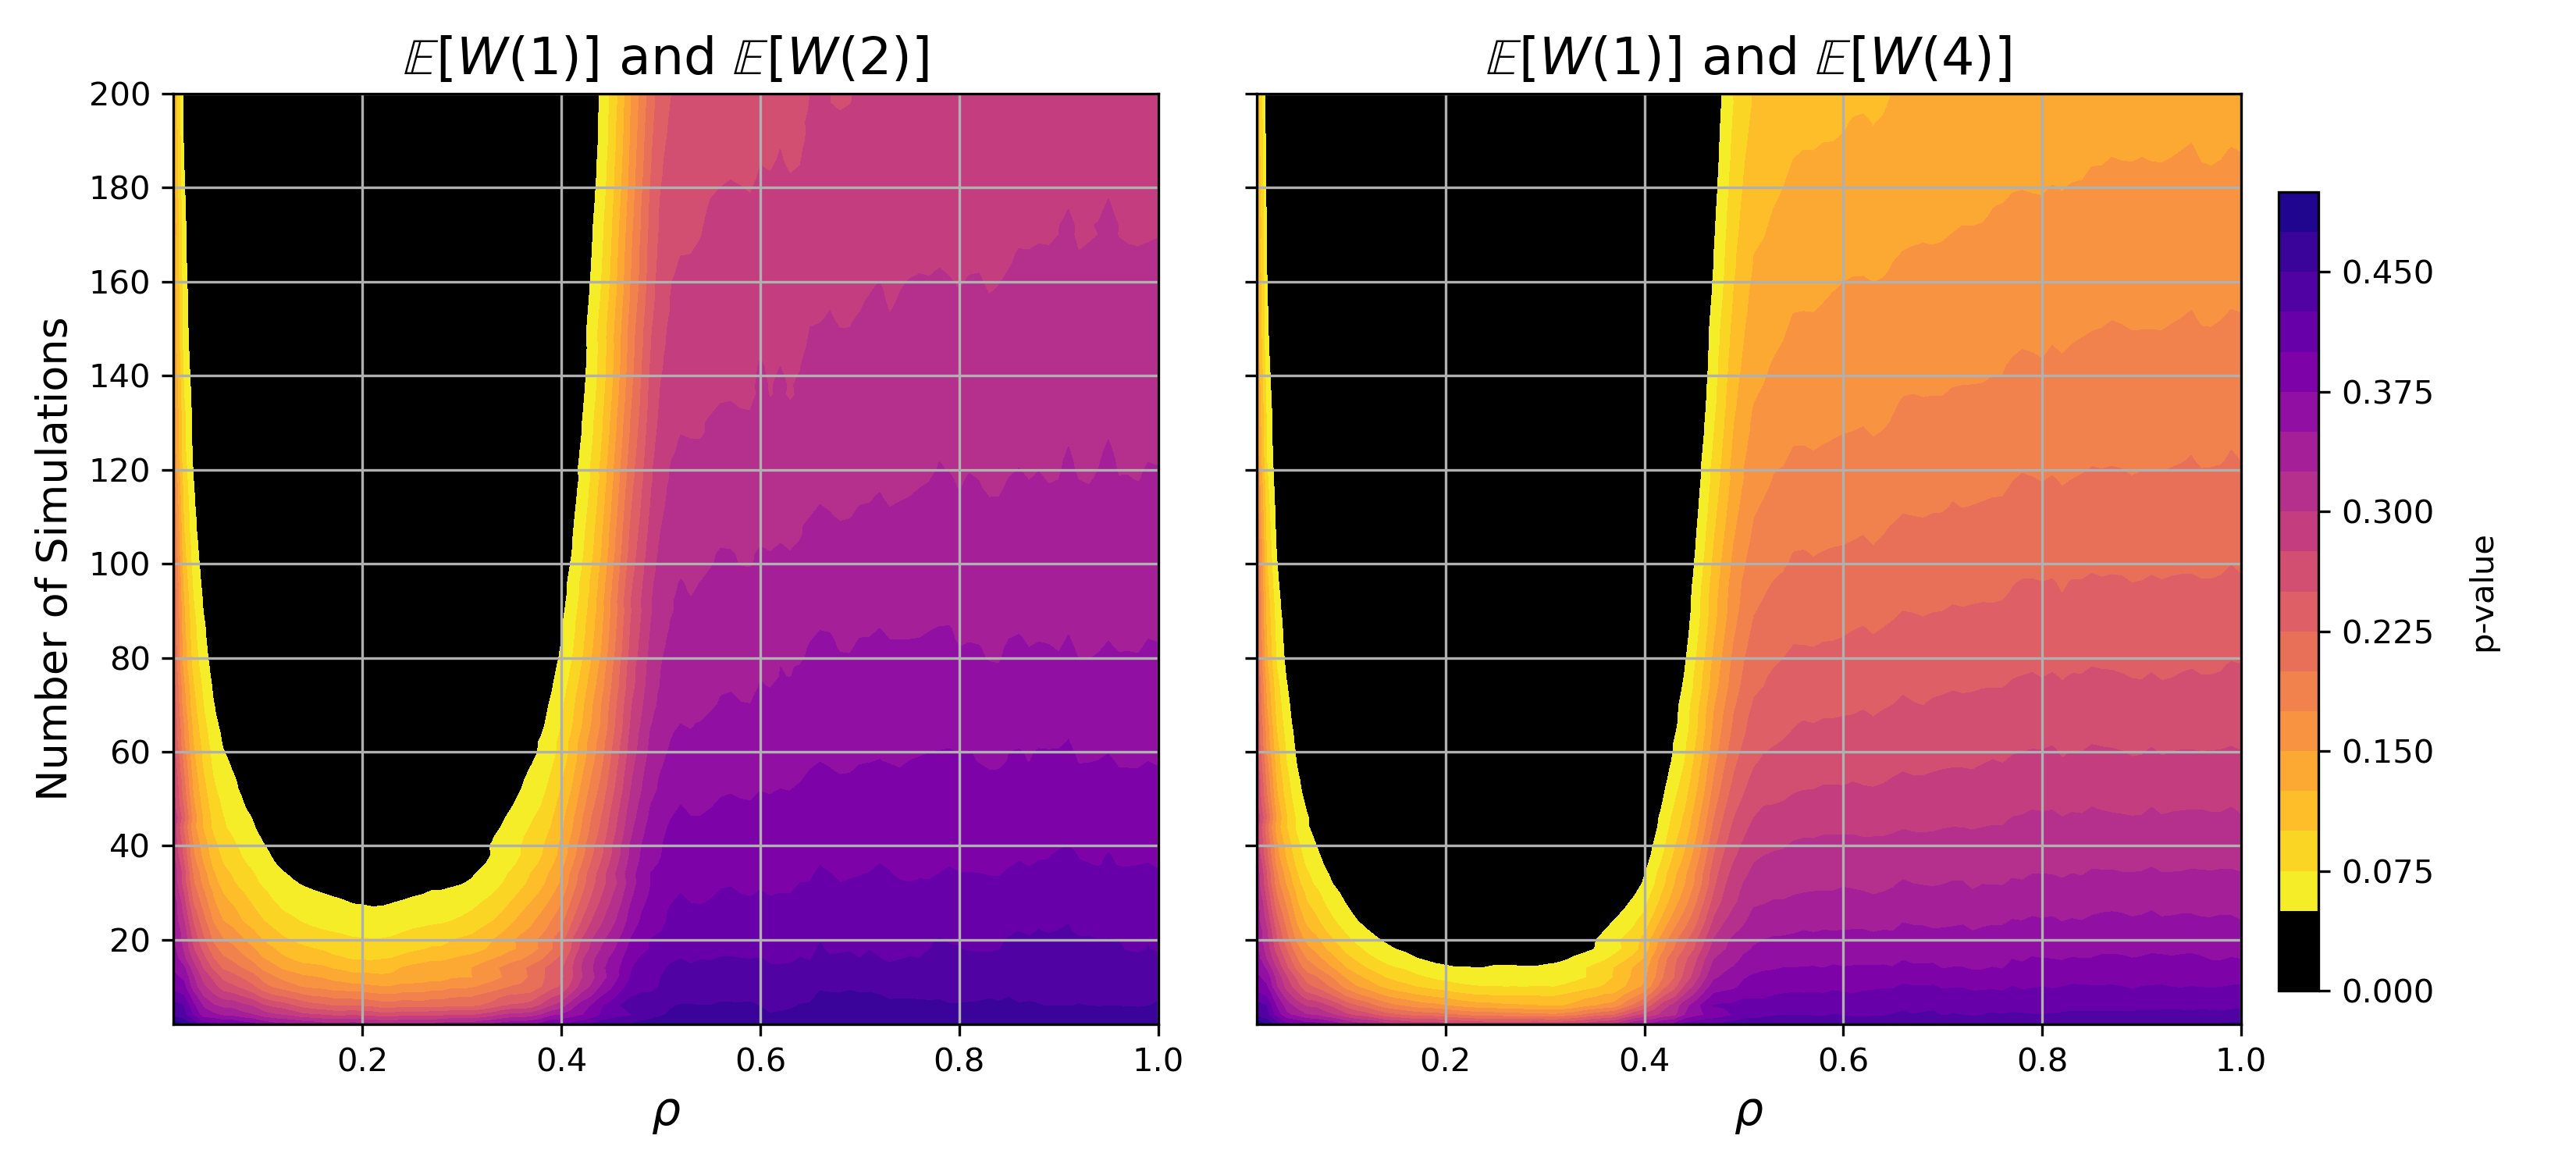 𝔼[W(1)] and 𝔼[W(2)]
𝔼[W(1)] and 𝔼[W(4)]
Number of Simulations
200
180
160
140
120
100
80
60
40
20
0.2 0.4 0.6 0.8 1.0
ρ
0.2 0.4 0.6 0.8 1.0
ρ
0.450
0.375
0.300
0.225
0.150
0.075
0.000
p-value